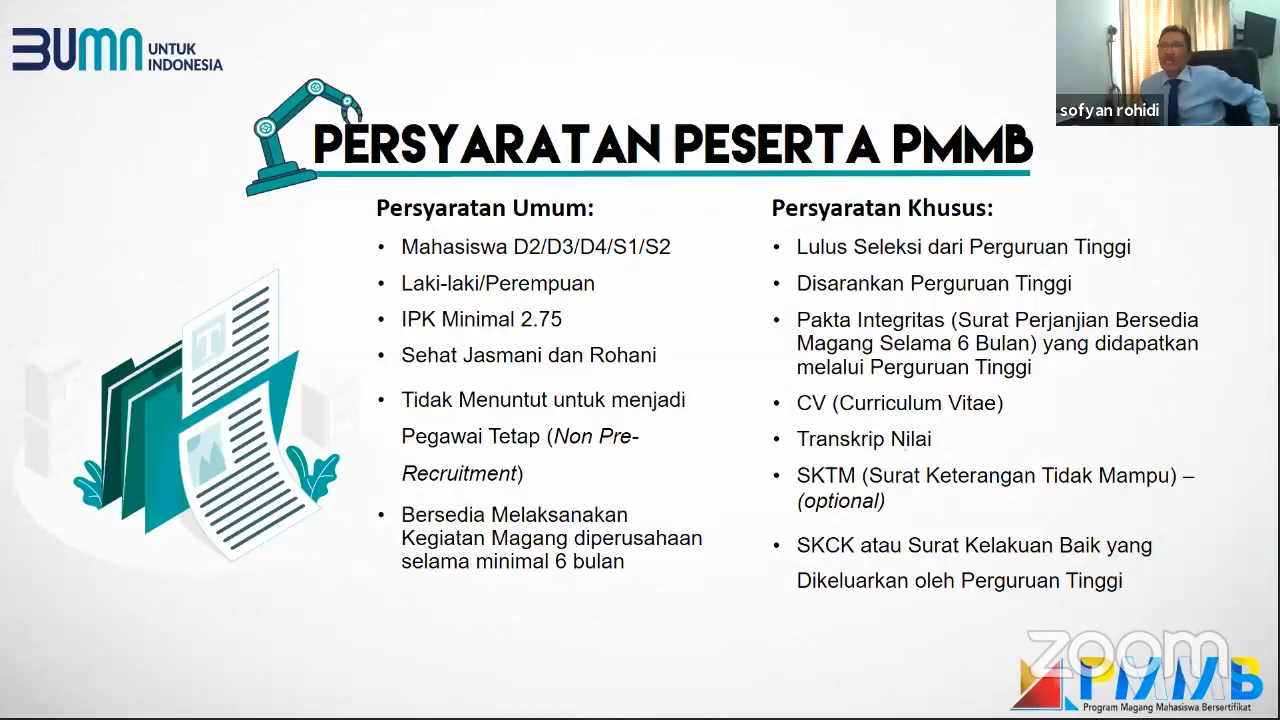 BUMN UNTUK
INDONESIA
sofyan rohidi
PERSYARATAN PESERTA PMMB
Persyaratan Umum:
• Mahasiswa D2/D3/D4/S1/S2
• Laki-laki/Perempuan
• IPK Minimal 2.75
• Sehat Jasmani dan Rohani
• Tidak Menuntut untuk menjadi
Pegawai Tetap (Non Pre-
Recruitment)
• Bersedia Melaksanakan
Kegiatan Magang diperusahaan
selama minimal 6 bulan
Persyaratan Khusus:
• Lulus Seleksi dari Perguruan Tinggi
• Disarankan Perguruan Tinggi
• Pakta Integritas (Surat Perjanjian Bersedia
Magang Selama 6 Bulan) yang didapatkan
melalui Perguruan Tinggi
• CV (Curriculum Vitae)
• Transkrip Nilai
• SKTM (Surat Keterangan Tidak Mampu) –
(optional)
• SKCK atau Surat Kelakuan Baik yang
Dikeluarkan oleh Perguruan Tinggi
zoom
PMMB
Program Magang Mahasiswa Bersertifikat